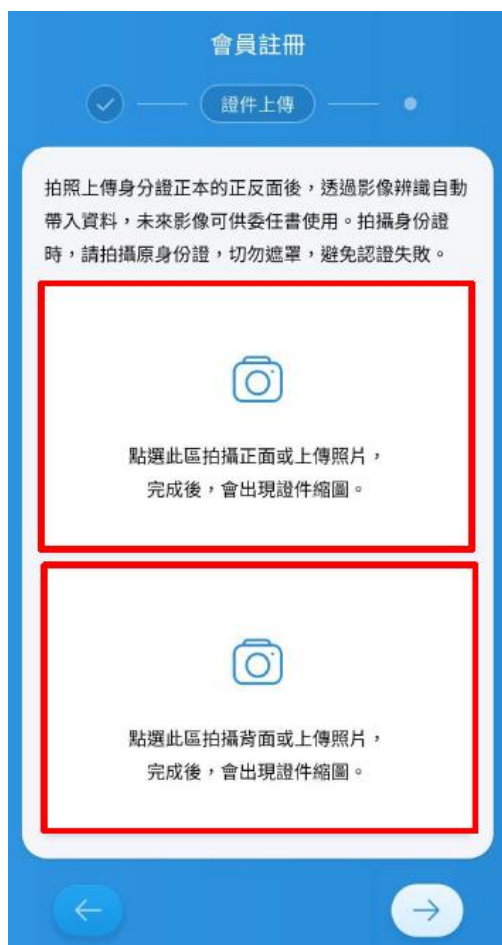 會員註冊
證件上傳
拍照上傳身分證正本的正反面後，透過影像辨識自動
帶入資料，未來影像可供委任書使用。拍攝身份證
時，請拍攝原身份證，切勿遮罩，避免認證失敗。
點選此區拍攝正面或上傳照片，
完成後，會出現證件縮圖。
點選此區拍攝背面或上傳照片，
完成後，會出現證件縮圖。